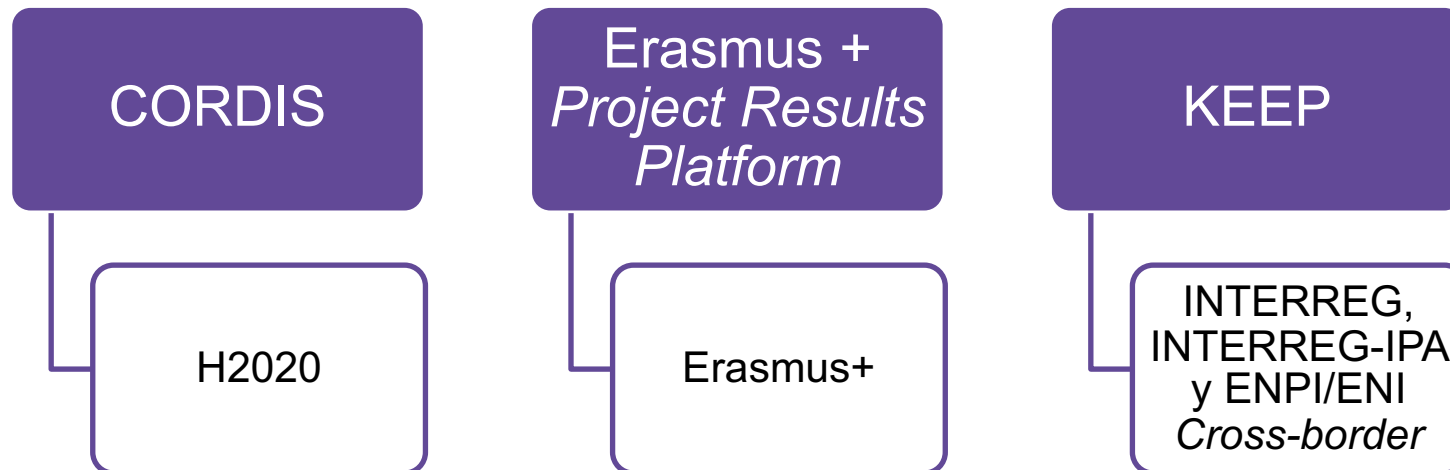 CORDIS
H2020
Erasmus +
Project Results
Platform
Erasmus+
KEEP
INTERREG,
INTERREG-IPA
y ENPI/ENI
Cross-border